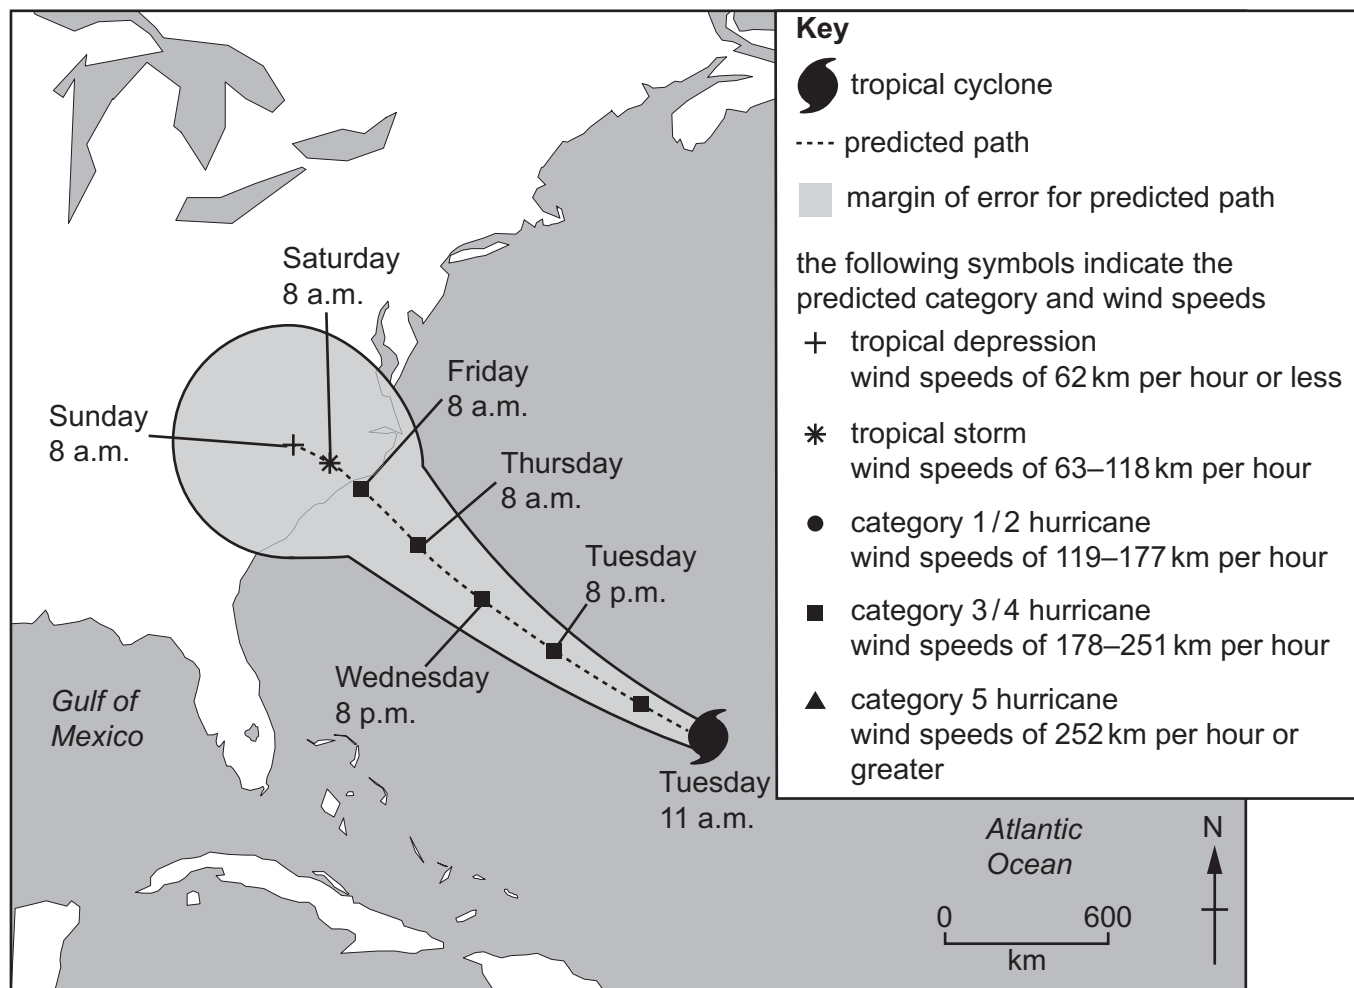 Key
tropical cyclone
predicted path
margin of error for predicted path
the following symbols indicate the
predicted category and wind speeds
tropical depression
wind speeds of 62 km per hour or less
tropical storm
wind speeds of 63–118 km per hour
category 1/2 hurricane
wind speeds of 119–177 km per hour
category 3/4 hurricane
wind speeds of 178–251 km per hour
category 5 hurricane
wind speeds of 252 km per hour or
greater
Saturday
8 a.m.
Friday
8 a.m.
Sunday
8 a.m.
Thursday
8 a.m.
Tuesday
8 p.m.
Wednesday
8 p.m.
Gulf of
Mexico
Tuesday
11 a.m.
Atlantic
Ocean
N
0 600
km